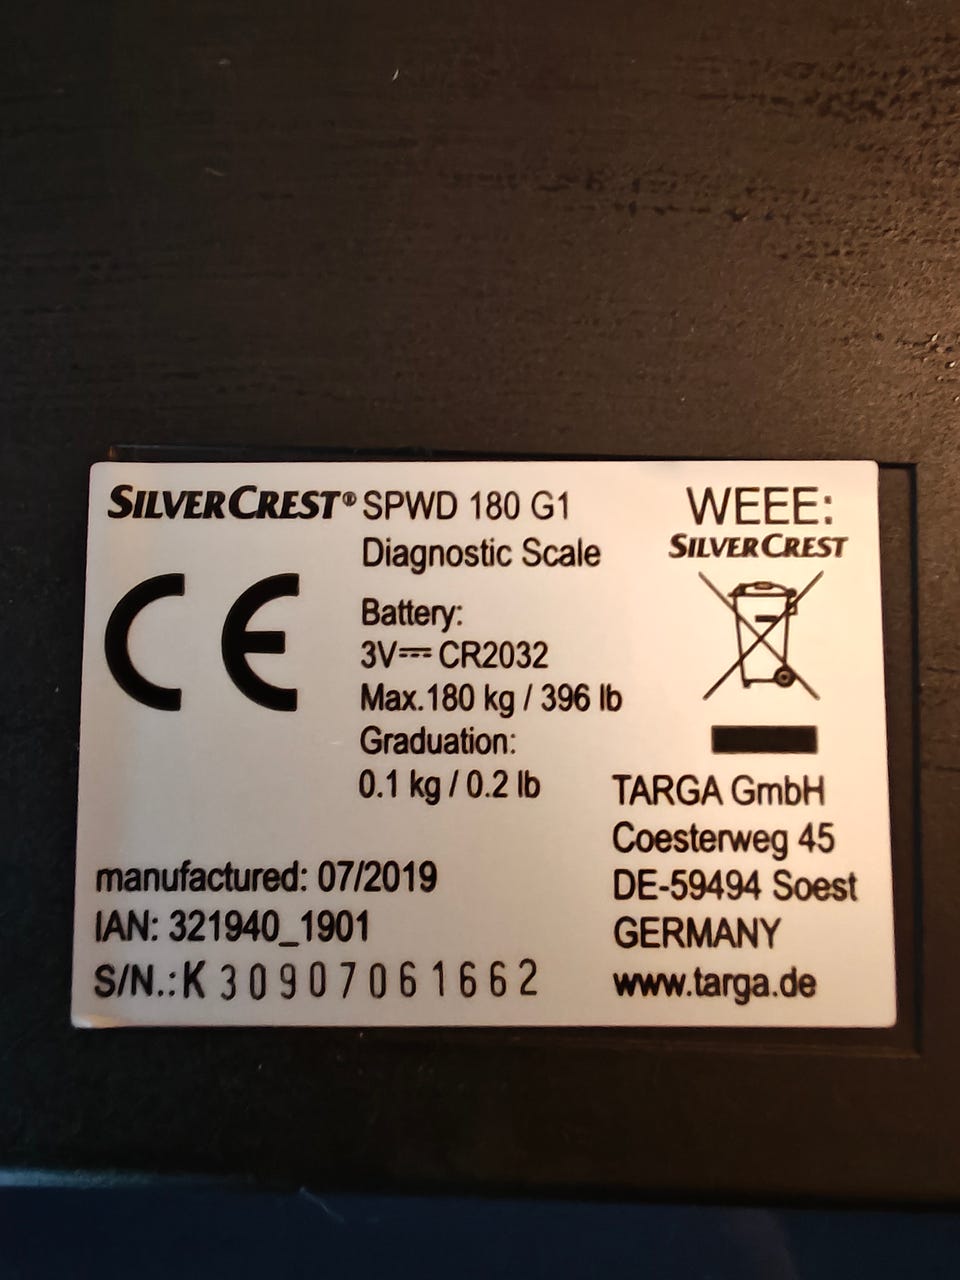 SILVERCREST® SPWD 180 G1
Diagnostic Scale
CE
Battery:
3V⎓CR2032
Max.180 kg / 396 lb
Graduation:
0.1 kg / 0.2 lb
WEEE:
SILVERCREST
manufactured: 07/2019
IAN: 321940_1901
S/N.:K 30907061662
TARGA GmbH
Coesterweg 45
DE-59494 Soest
GERMANY
www.targa.de